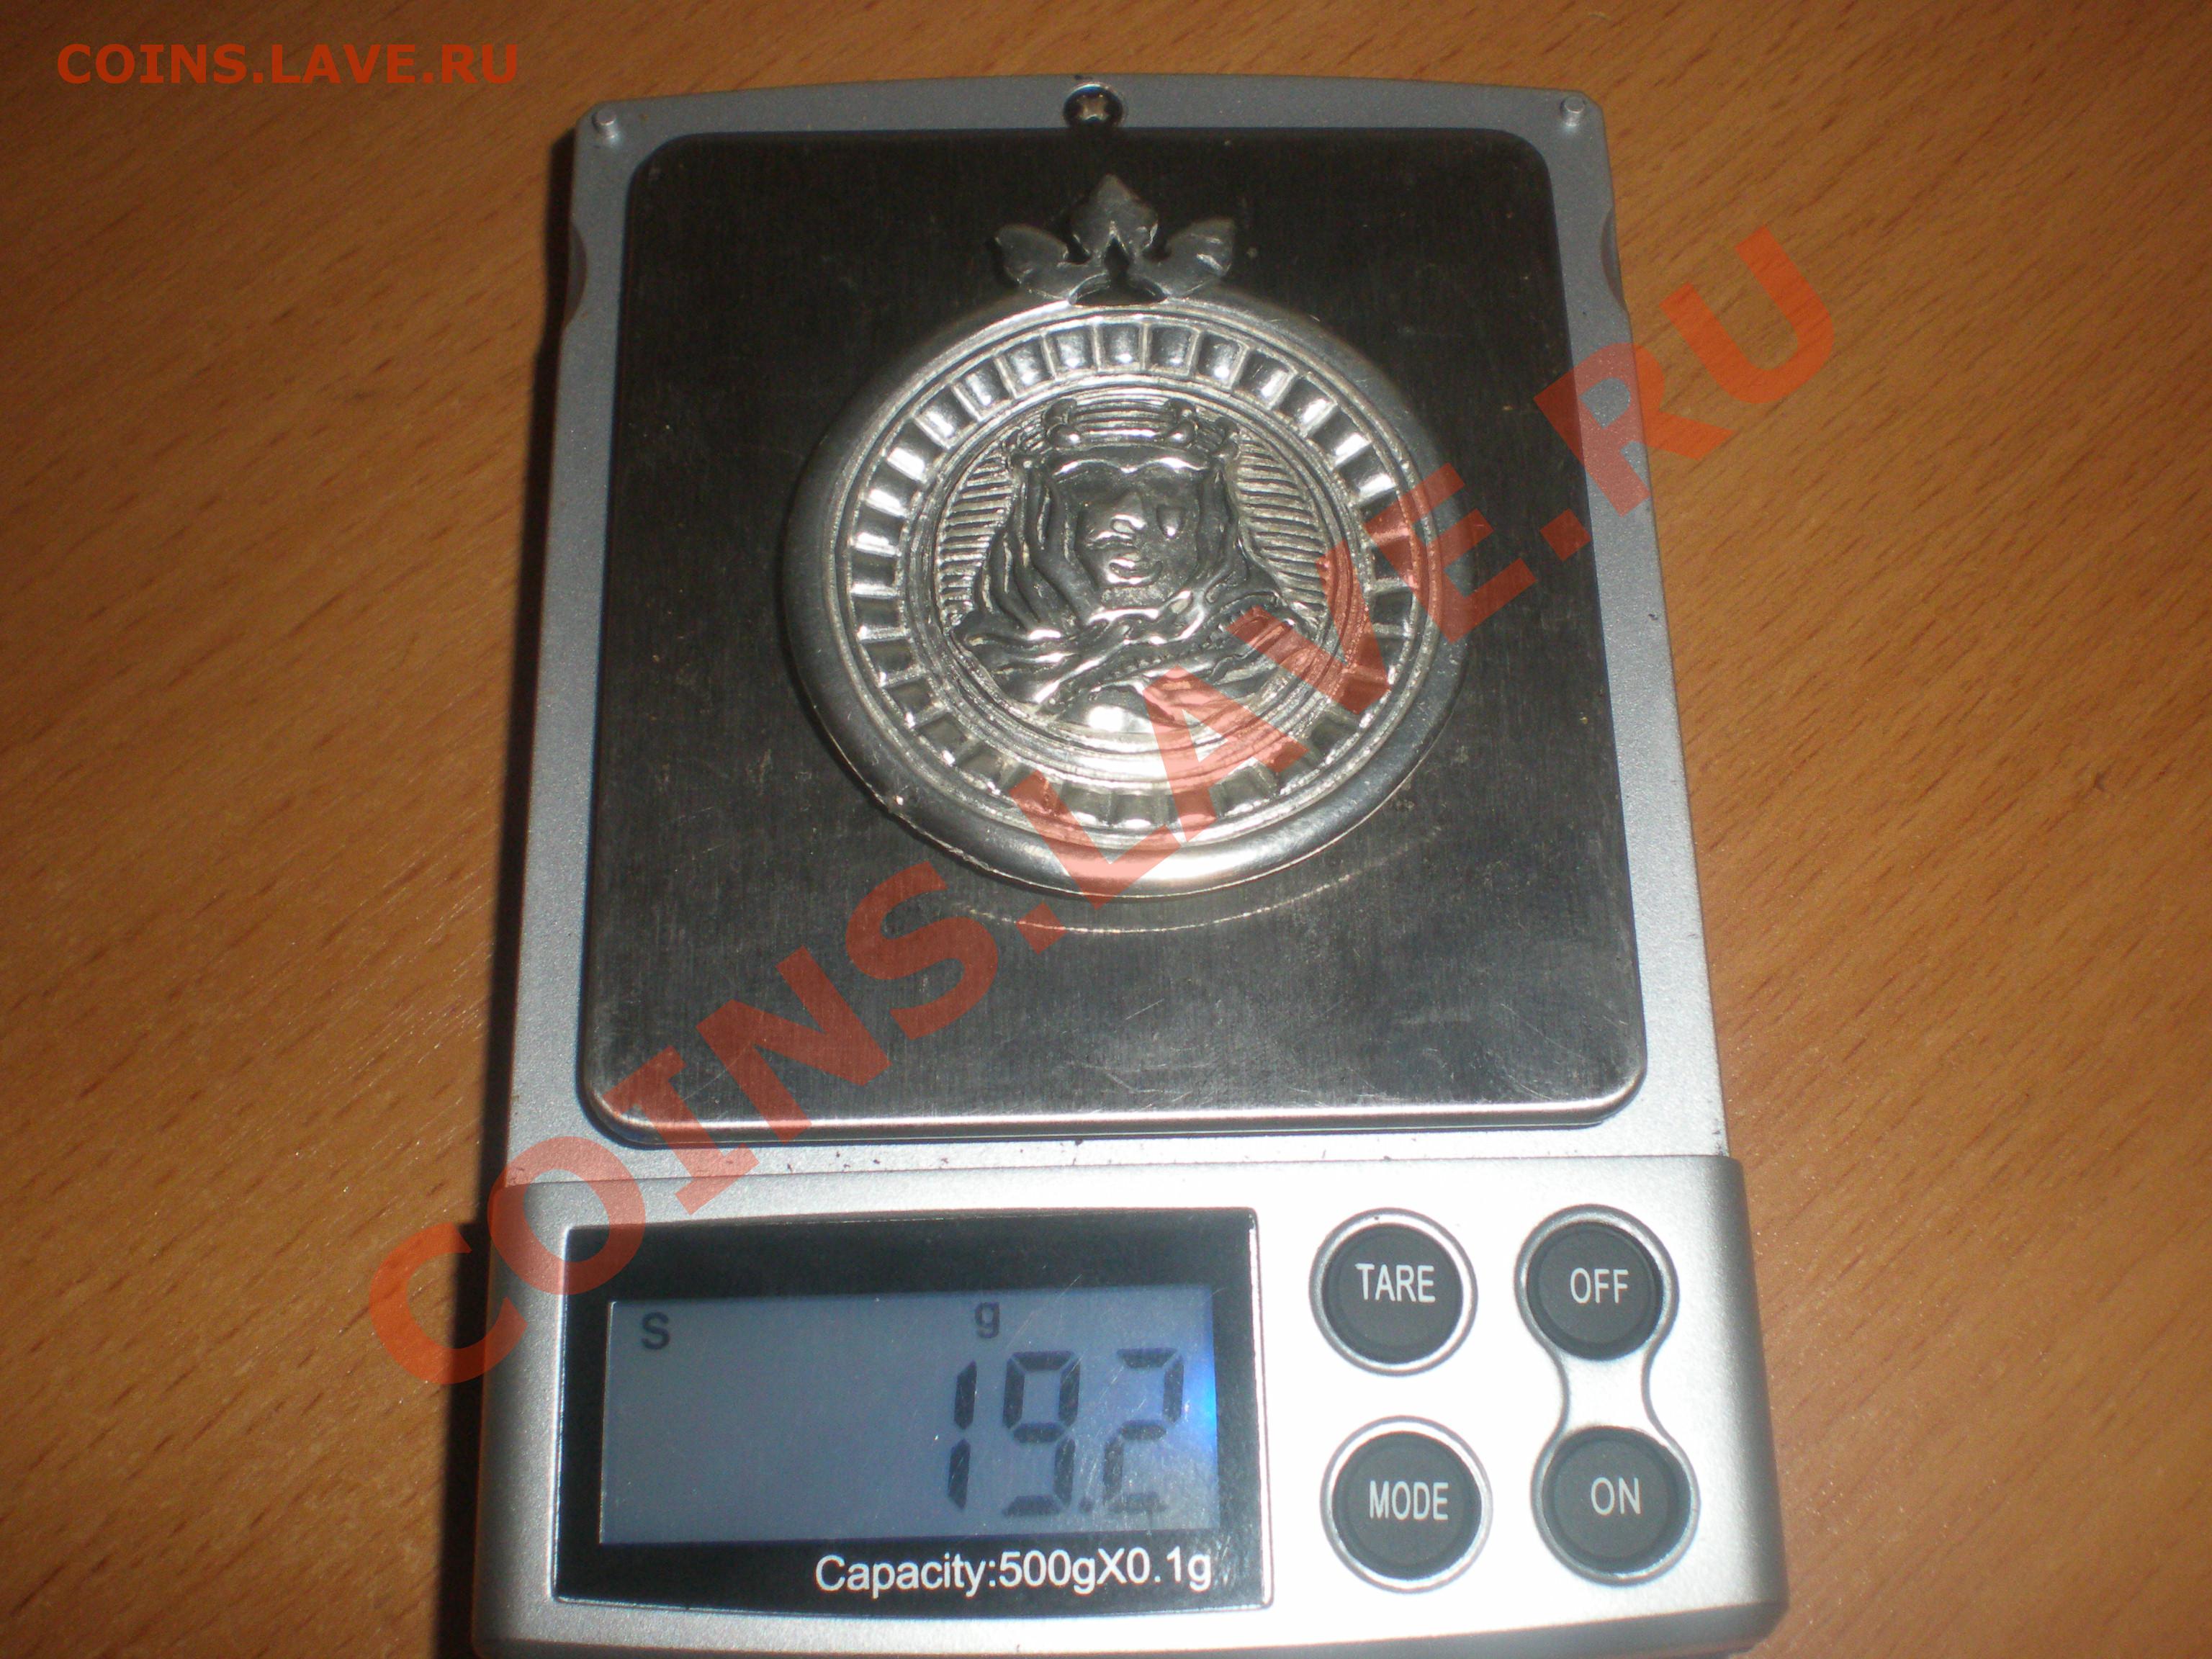 COINS.LAVE.RU
COINS.LAVE.RU
S g
19.2
Capacity:500gX0.1g
TARE OFF
MODE ON